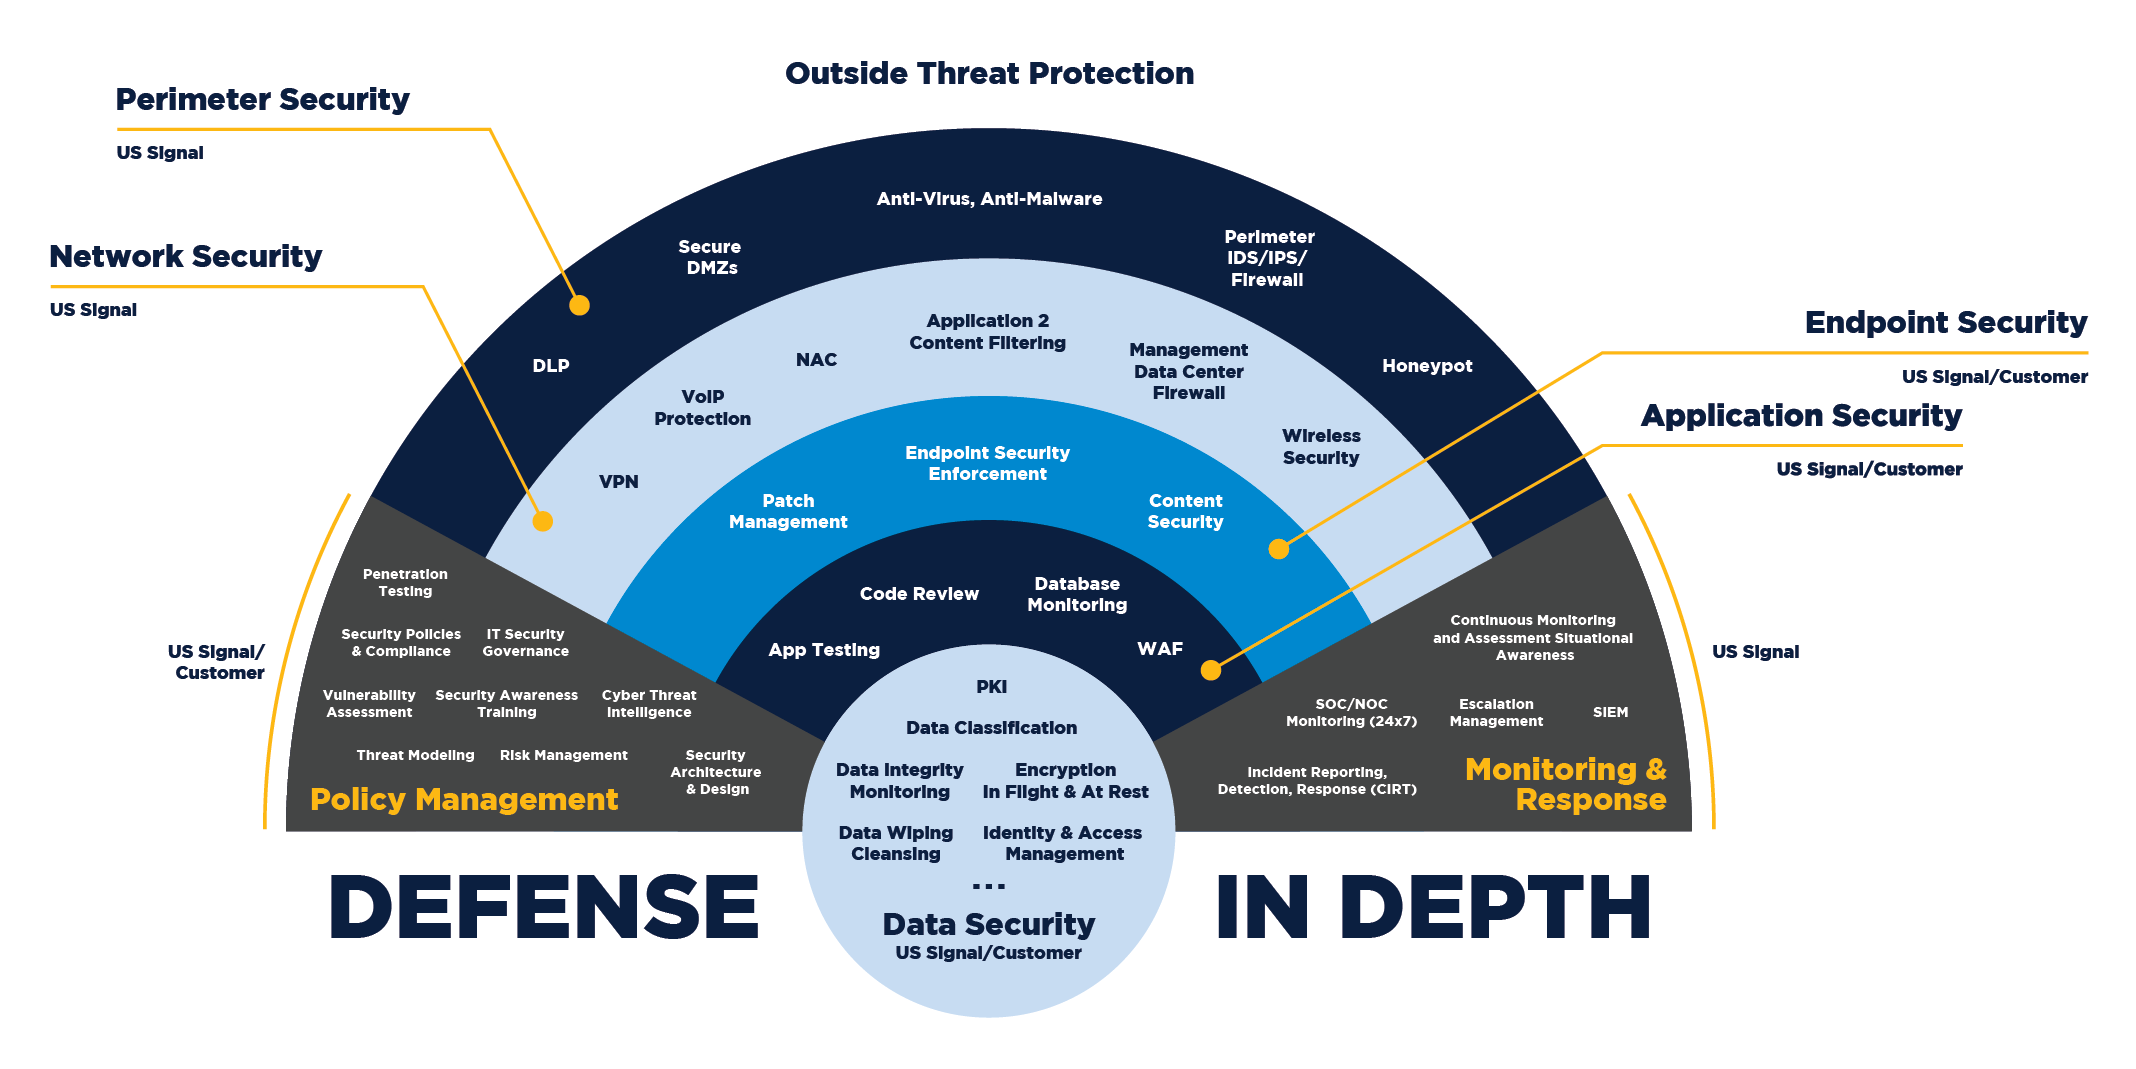 Outside Threat Protection
Perimeter Security
US Signal
Network Security
US Signal
Endpoint Security
US Signal/Customer
Application Security
US Signal/Customer
Anti-Virus, Anti-Malware
Secure
DMZs
Perimeter
IDS/IPS/
Firewall
DLP
Honeypot
Application 2
Content Filtering
NAC
Management
Data Center
Firewall
VoIP
Protection
Wireless
Security
VPN
Endpoint Security
Enforcement
Patch
Management
Content
Security
Code Review
Database
Monitoring
App Testing
WAF
US Signal/
Customer
Penetration
Testing
Security Policies
& Compliance
IT Security
Governance
Vulnerability
Assessment
Security Awareness
Training
Cyber Threat
Intelligence
Threat Modeling
Risk Management
Security
Architecture
& Design
Policy Management
Continuous Monitoring
and Assessment Situational
Awareness
SOC/NOC
Monitoring (24x7)
Escalation
Management
SIEM
Incident Reporting,
Detection, Response (CIRT)
Monitoring &
Response
US Signal
PKI
Data Classification
Data Integrity
Monitoring
Encryption
In Flight & At Rest
Data Wiping
Cleansing
Identity & Access
Management
...
Data Security
US Signal/Customer
DEFENSE
IN DEPTH